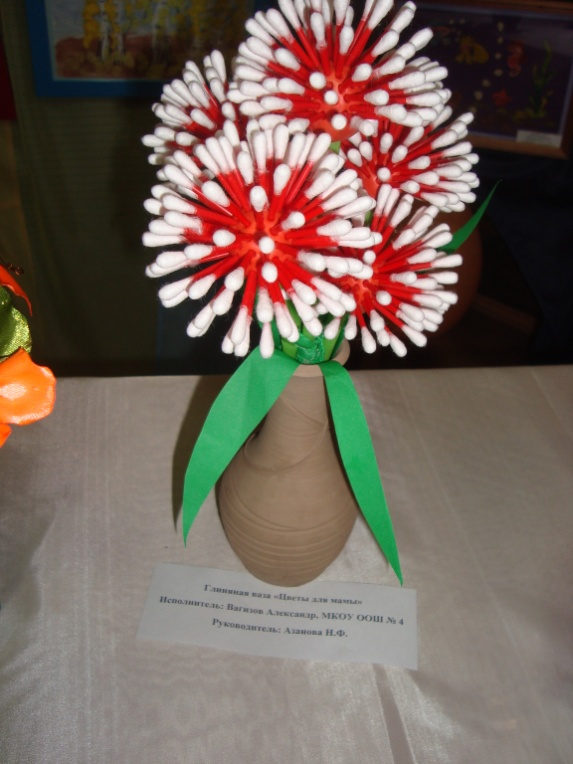 Глиняная ваза «Цветы для мамы»
Исполнитель: Вагизов Александр, МКОУ ООШ № 4
Руководитель: Азанова Н.Ф.